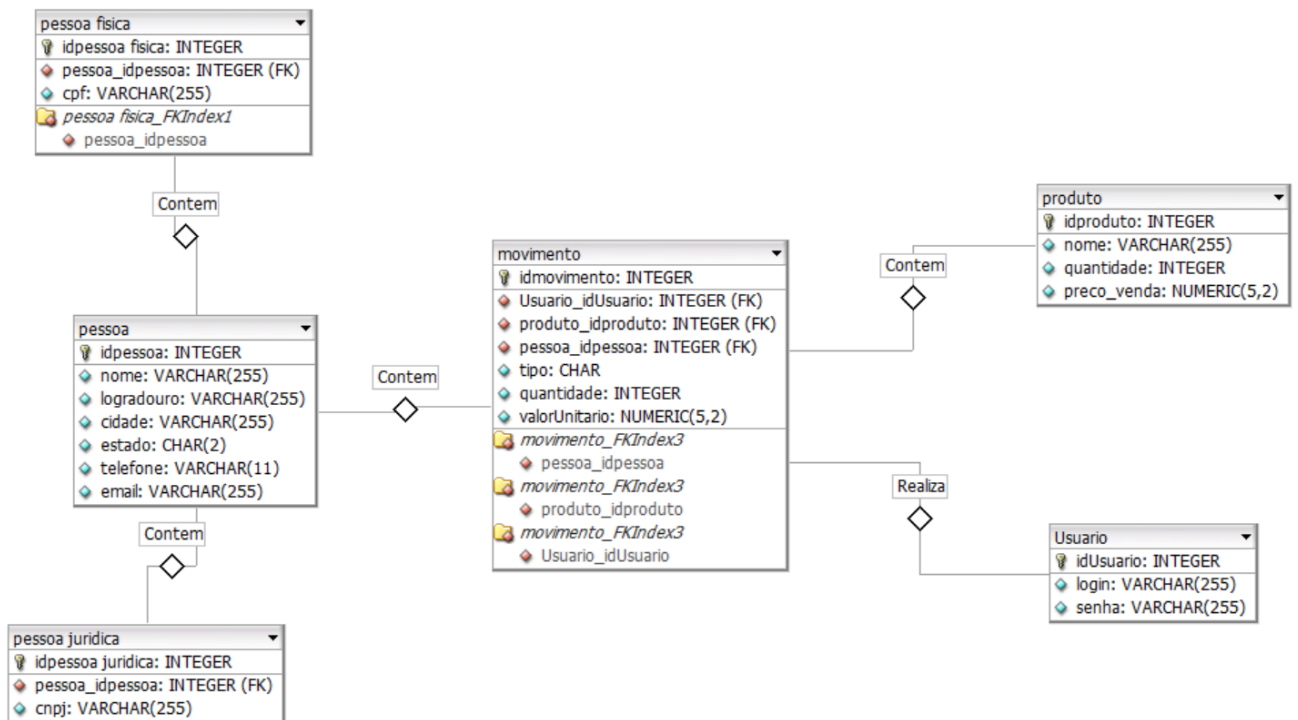 pessoa fisica
idpessoa fisica: INTEGER
pessoa_idpessoa: INTEGER (FK)
cpf: VARCHAR(255)
pessoa fisica_FKIndex1
pessoa_idpessoa
Contem
pessoa
idpessoa: INTEGER
nome: VARCHAR(255)
logradouro: VARCHAR(255)
cidade: VARCHAR(255)
estado: CHAR(2)
telefone: VARCHAR(11)
email: VARCHAR(255)
Contem
pessoa juridica
idpessoa juridica: INTEGER
pessoa_idpessoa: INTEGER (FK)
cnpj: VARCHAR(255)
Contem
movimento
idmovimento: INTEGER
Usuario_idUsuario: INTEGER (FK)
produto_idproduto: INTEGER (FK)
pessoa_idpessoa: INTEGER (FK)
tipo: CHAR
quantidade: INTEGER
valorUnitario: NUMERIC(5,2)
movimento_FKIndex3
pessoa_idpessoa
movimento_FKIndex3
produto_idproduto
movimento_FKIndex3
Usuario_idUsuario
Contem
produto
idproduto: INTEGER
nome: VARCHAR(255)
quantidade: INTEGER
preco_venda: NUMERIC(5,2)
Realiza
Usuario
idUsuario: INTEGER
login: VARCHAR(255)
senha: VARCHAR(255)